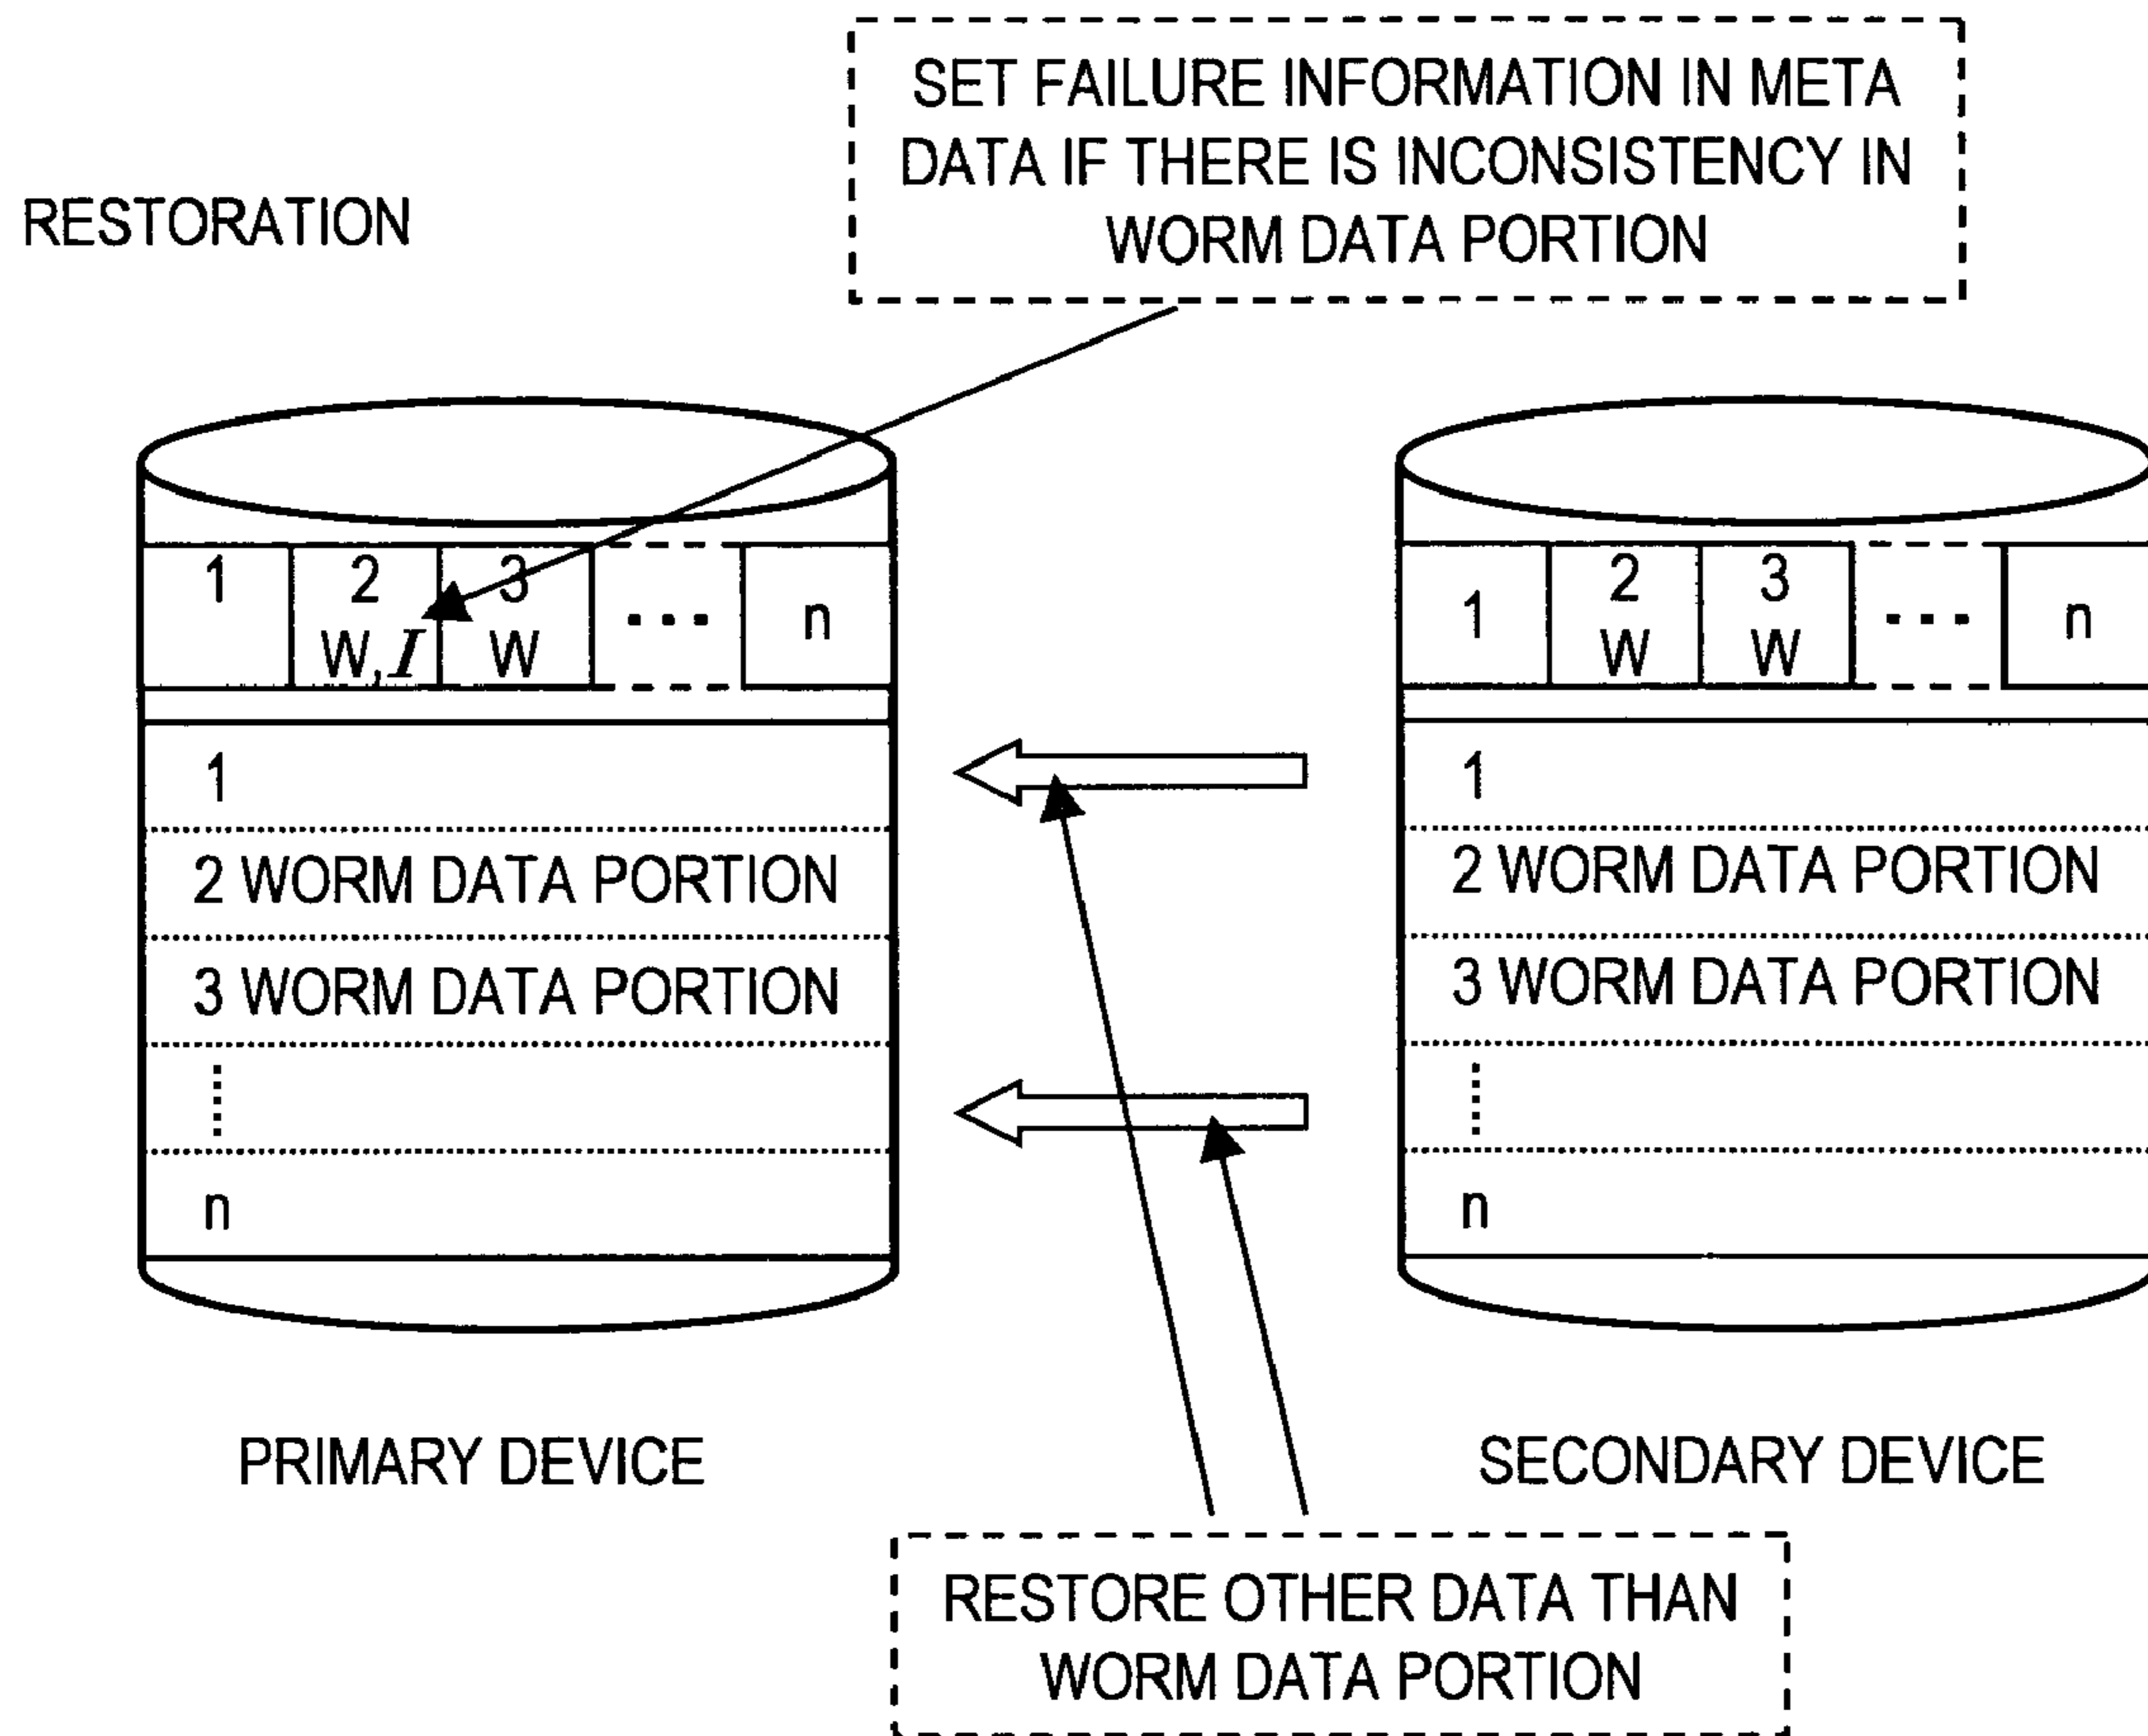 SET FAILURE INFORMATION IN META
DATA IF THERE IS INCONSISTENCY IN
WORM DATA PORTION
RESTORATION
1 2 3 ... n
W,I W
1 2 3 ... n
W W
1
2 WORM DATA PORTION
3 WORM DATA PORTION
n
1
2 WORM DATA PORTION
3 WORM DATA PORTION
n
PRIMARY DEVICE
SECONDARY DEVICE
RESTORE OTHER DATA THAN
WORM DATA PORTION